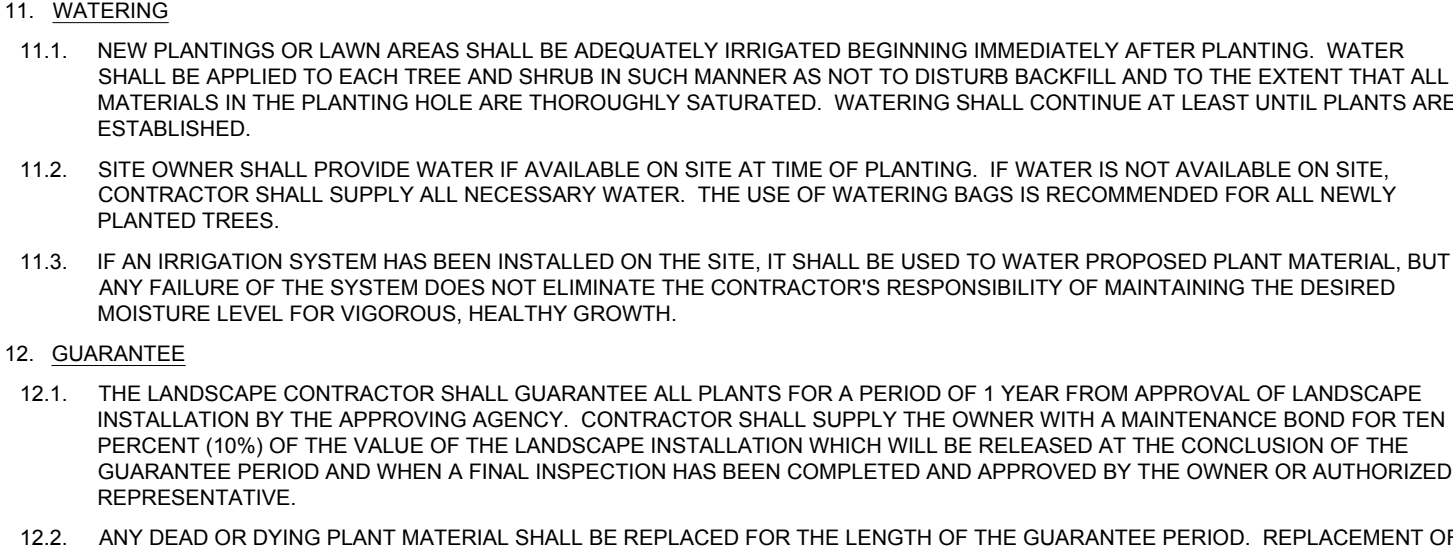 11. WATERING
11.1. NEW PLANTINGS OR LAWN AREAS SHALL BE ADEQUATELY IRRIGATED BEGINNING IMMEDIATELY AFTER PLANTING. WATER
SHALL BE APPLIED TO EACH TREE AND SHRUB IN SUCH MANNER AS NOT TO DISTURB BACKFILL AND TO THE EXTENT THAT ALL
MATERIALS IN THE PLANTING HOLE ARE THOROUGHLY SATURATED. WATERING SHALL CONTINUE AT LEAST UNTIL PLANTS ARE
ESTABLISHED.
11.2. SITE OWNER SHALL PROVIDE WATER IF AVAILABLE ON SITE AT TIME OF PLANTING. IF WATER IS NOT AVAILABLE ON SITE,
CONTRACTOR SHALL SUPPLY ALL NECESSARY WATER. THE USE OF WATERING BAGS IS RECOMMENDED FOR ALL NEWLY
PLANTED TREES.
11.3. IF AN IRRIGATION SYSTEM HAS BEEN INSTALLED ON THE SITE, IT SHALL BE USED TO WATER PROPOSED PLANT MATERIAL, BUT
ANY FAILURE OF THE SYSTEM DOES NOT ELIMINATE THE CONTRACTOR'S RESPONSIBILITY OF MAINTAINING THE DESIRED
MOISTURE LEVEL FOR VIGOROUS, HEALTHY GROWTH.
12. GUARANTEE
12.1. THE LANDSCAPE CONTRACTOR SHALL GUARANTEE ALL PLANTS FOR A PERIOD OF 1 YEAR FROM APPROVAL OF LANDSCAPE
INSTALLATION BY THE APPROVING AGENCY. CONTRACTOR SHALL SUPPLY THE OWNER WITH A MAINTENANCE BOND FOR TEN
PERCENT (10%) OF THE VALUE OF THE LANDSCAPE INSTALLATION WHICH WILL BE RELEASED AT THE CONCLUSION OF THE
GUARANTEE PERIOD AND WHEN A FINAL INSPECTION HAS BEEN COMPLETED AND APPROVED BY THE OWNER OR AUTHORIZED
REPRESENTATIVE.
12.2. ANY DEAD OR DYING PLANT MATERIAL SHALL BE REPLACED FOR THE LENGTH OF THE GUARANTEE PERIOD. REPLACEMENT OF